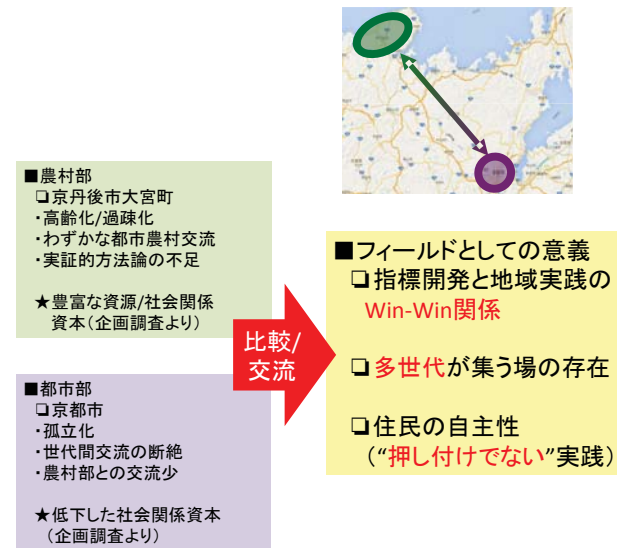 ■農村部
❏京丹後市大宮町
・高齢化/過疎化
・わずかな都市農村交流
・実証的方法論の不足
★豊富な資源/社会関係
資本(企画調査より)
■都市部
❏京都市
・孤立化
・世代間交流の断絶
・農村部との交流少
★低下した社会関係資本
(企画調査より)
比較/
交流
■フィールドとしての意義
❏指標開発と地域実践の
Win-Win関係
❏多世代が集う場の存在
❏住民の自主性
(“押し付けでない”実践)